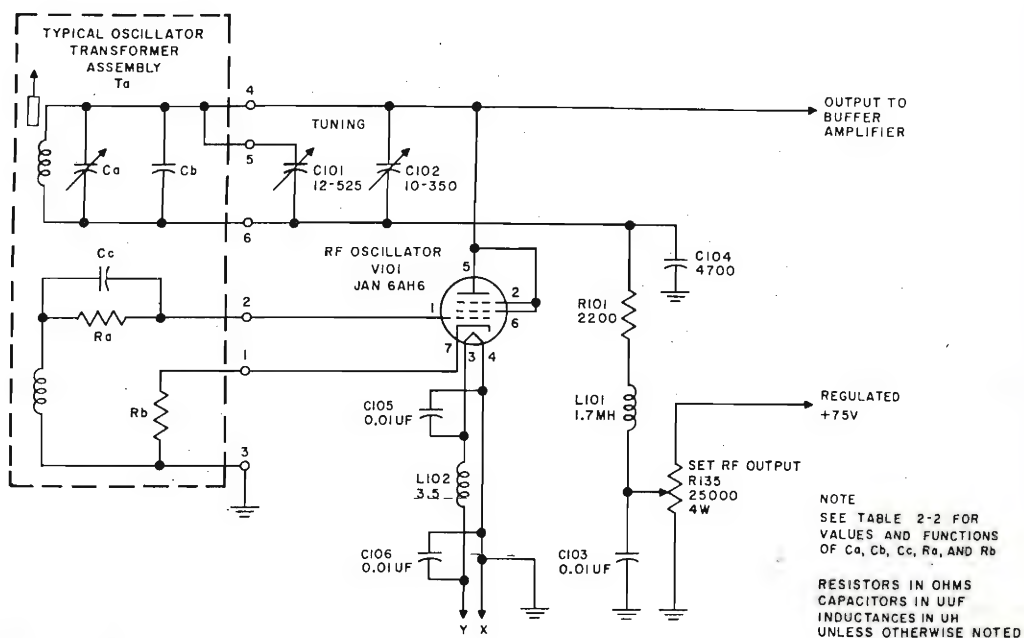 TYPICAL OSCILLATOR
TRANSFORMER
ASSEMBLY
Ta
4
TUNING
5
Ca
Cb
C101
12-525
C102
10-350
OUTPUT TO
BUFFER
AMPLIFIER
6
Cc
RF OSCILLATOR
V101
JAN 6AH6
C104
4700
5
2
2
1
6
Ra
R101
2200
1
7
3
4
Rb
C105
0.01UF
L101
1.7MH
REGULATED
+75V
3
L102
3.5
SET RF OUTPUT
R135
25000
4W
C106
0.01UF
C103
0.01UF
Y
X
NOTE
SEE TABLE 2-2 FOR
VALUES AND FUNCTIONS
OF Ca, Cb, Cc, Ra, AND Rb
RESISTORS IN OHMS
CAPACITORS IN UUF
INDUCTANCES IN UH
UNLESS OTHERWISE NOTED